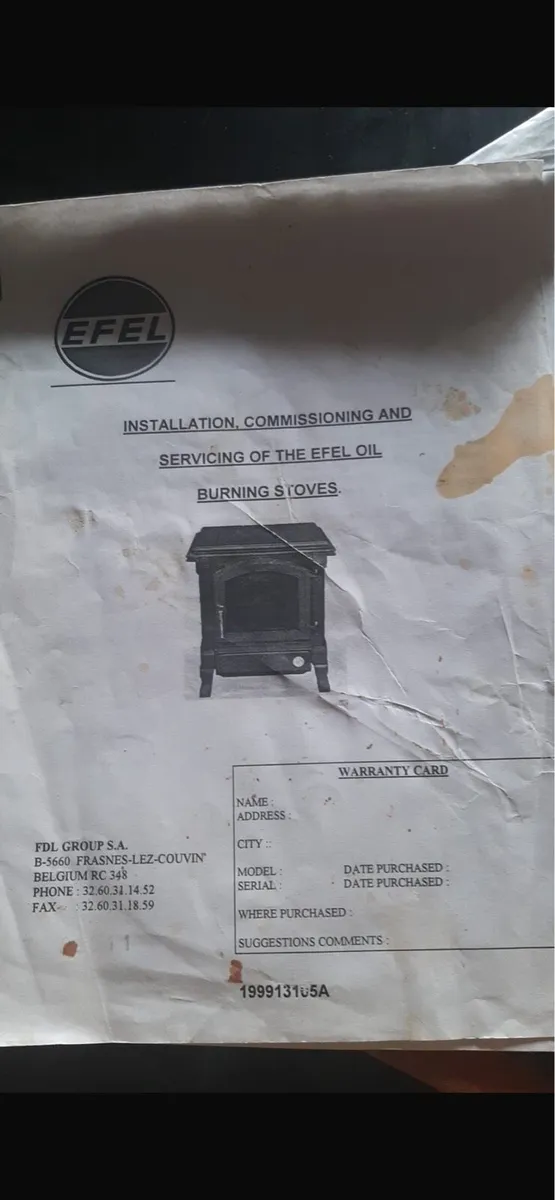 EFEL
INSTALLATION, COMMISSIONING AND
SERVICING OF THE EFEL OIL
BURNING STOVES.
WARRANTY CARD
NAME :
ADDRESS :
CITY ::
MODEL : DATE PURCHASED :
SERIAL : DATE PURCHASED :
WHERE PURCHASED :
SUGGESTIONS COMMENTS :
FDL GROUP S.A.
B-5660 FRASNES-LEZ-COUVIN
BELGIUM RC 348
PHONE : 32.60.31.14.52
FAX : 32.60.31.18.59
199913105A